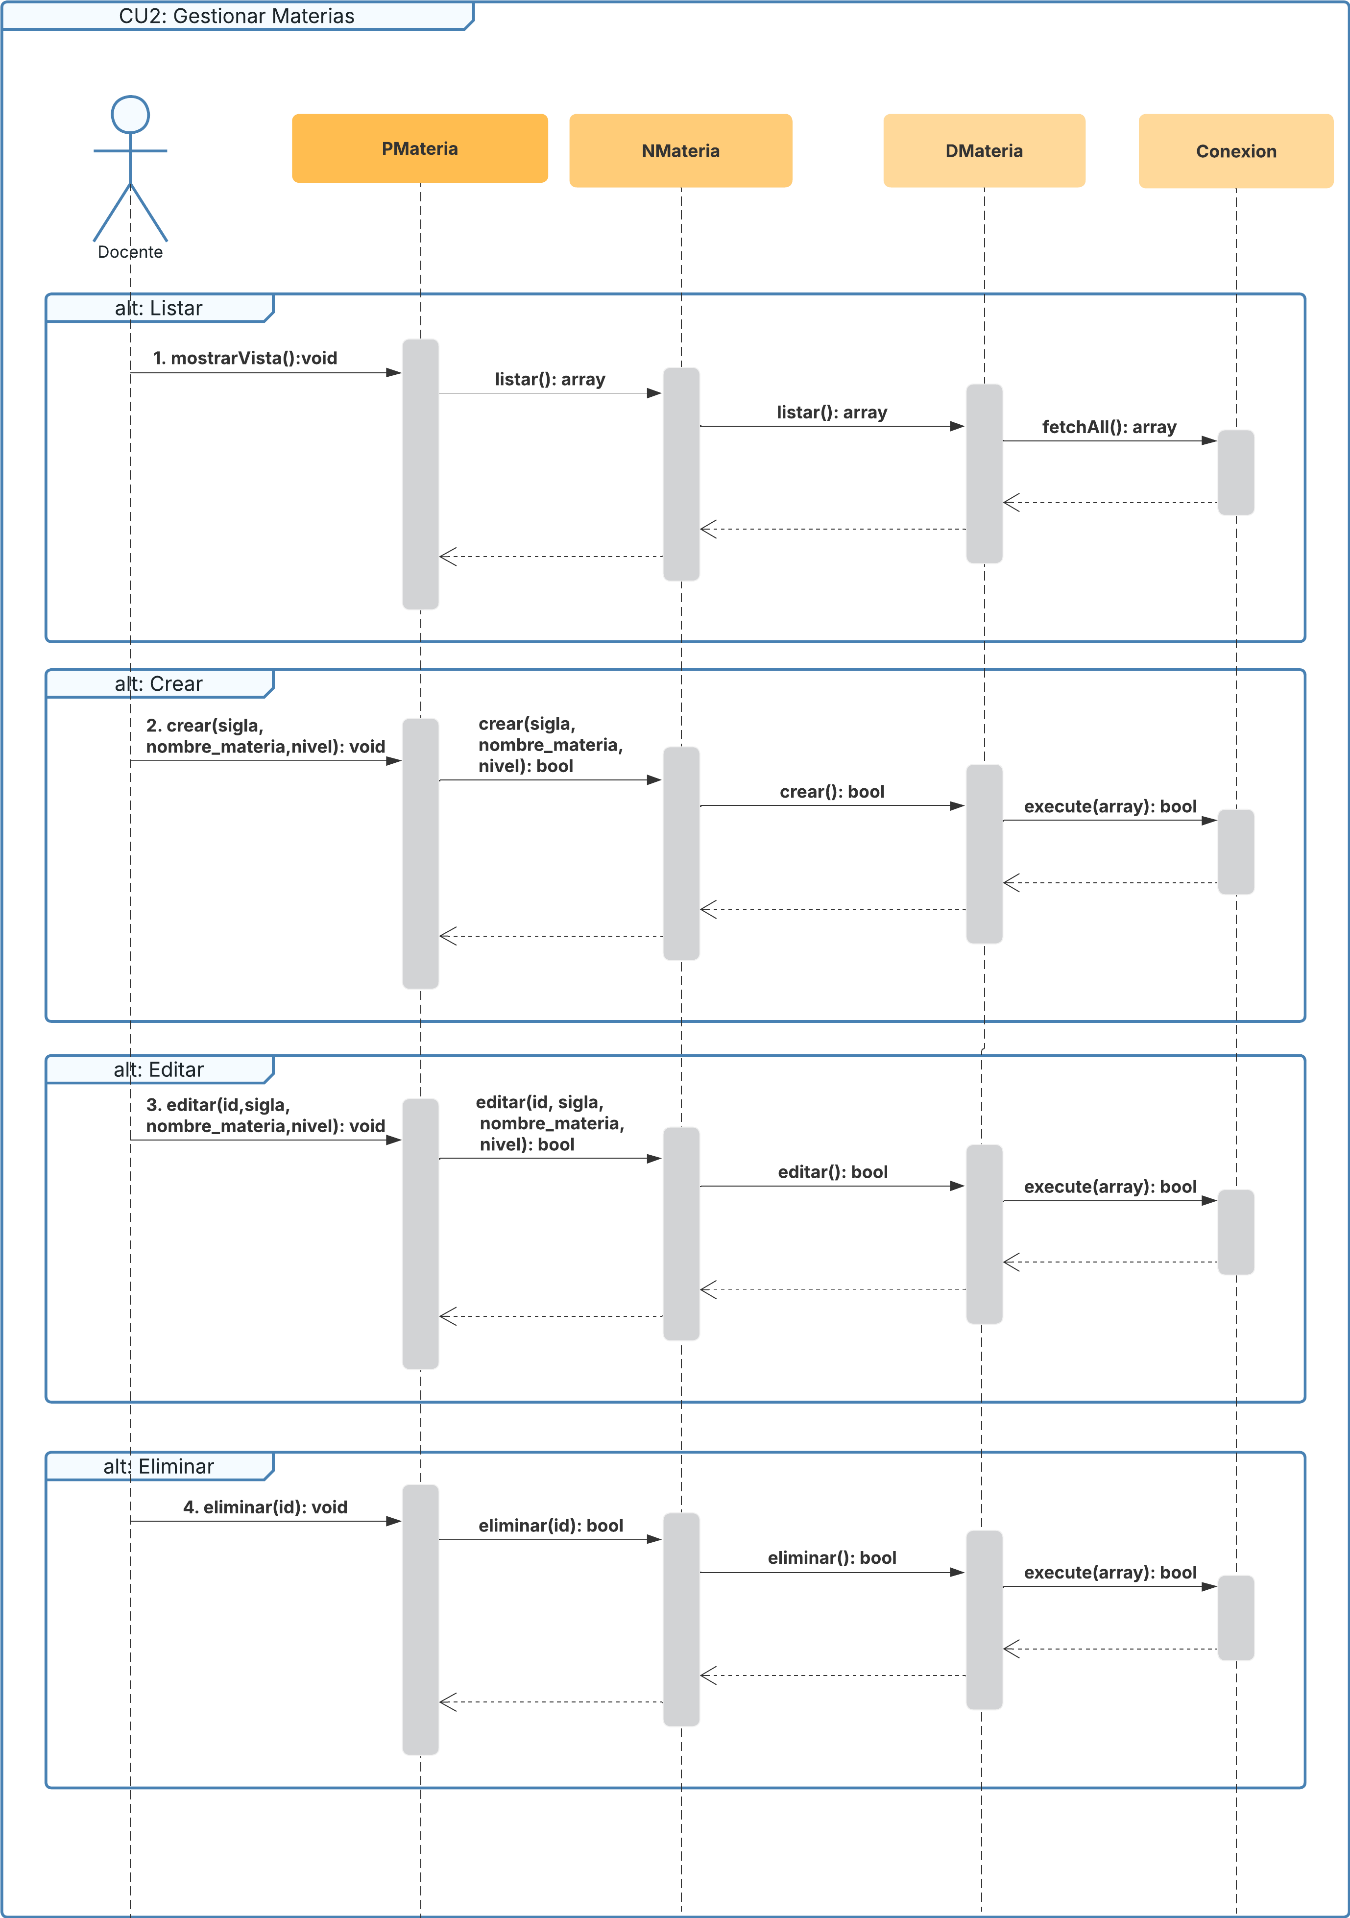 CU2: Gestionar Materias
PMateria
NMateria
DMateria
Conexion
Docente
alt: Listar
1. mostrarVista():void
listar(): array
listar(): array
fetchAll(): array
alt: Crear
2. crear(sigla,
nombre_materia,nivel): void
crear(sigla,
nombre_materia,
nivel): bool
crear(): bool
execute(array): bool
alt: Editar
3. editar(id,sigla,
nombre_materia,nivel): void
editar(id, sigla,
nombre_materia,
nivel): bool
editar(): bool
execute(array): bool
alt: Eliminar
4. eliminar(id): void
eliminar(id): bool
eliminar(): bool
execute(array): bool